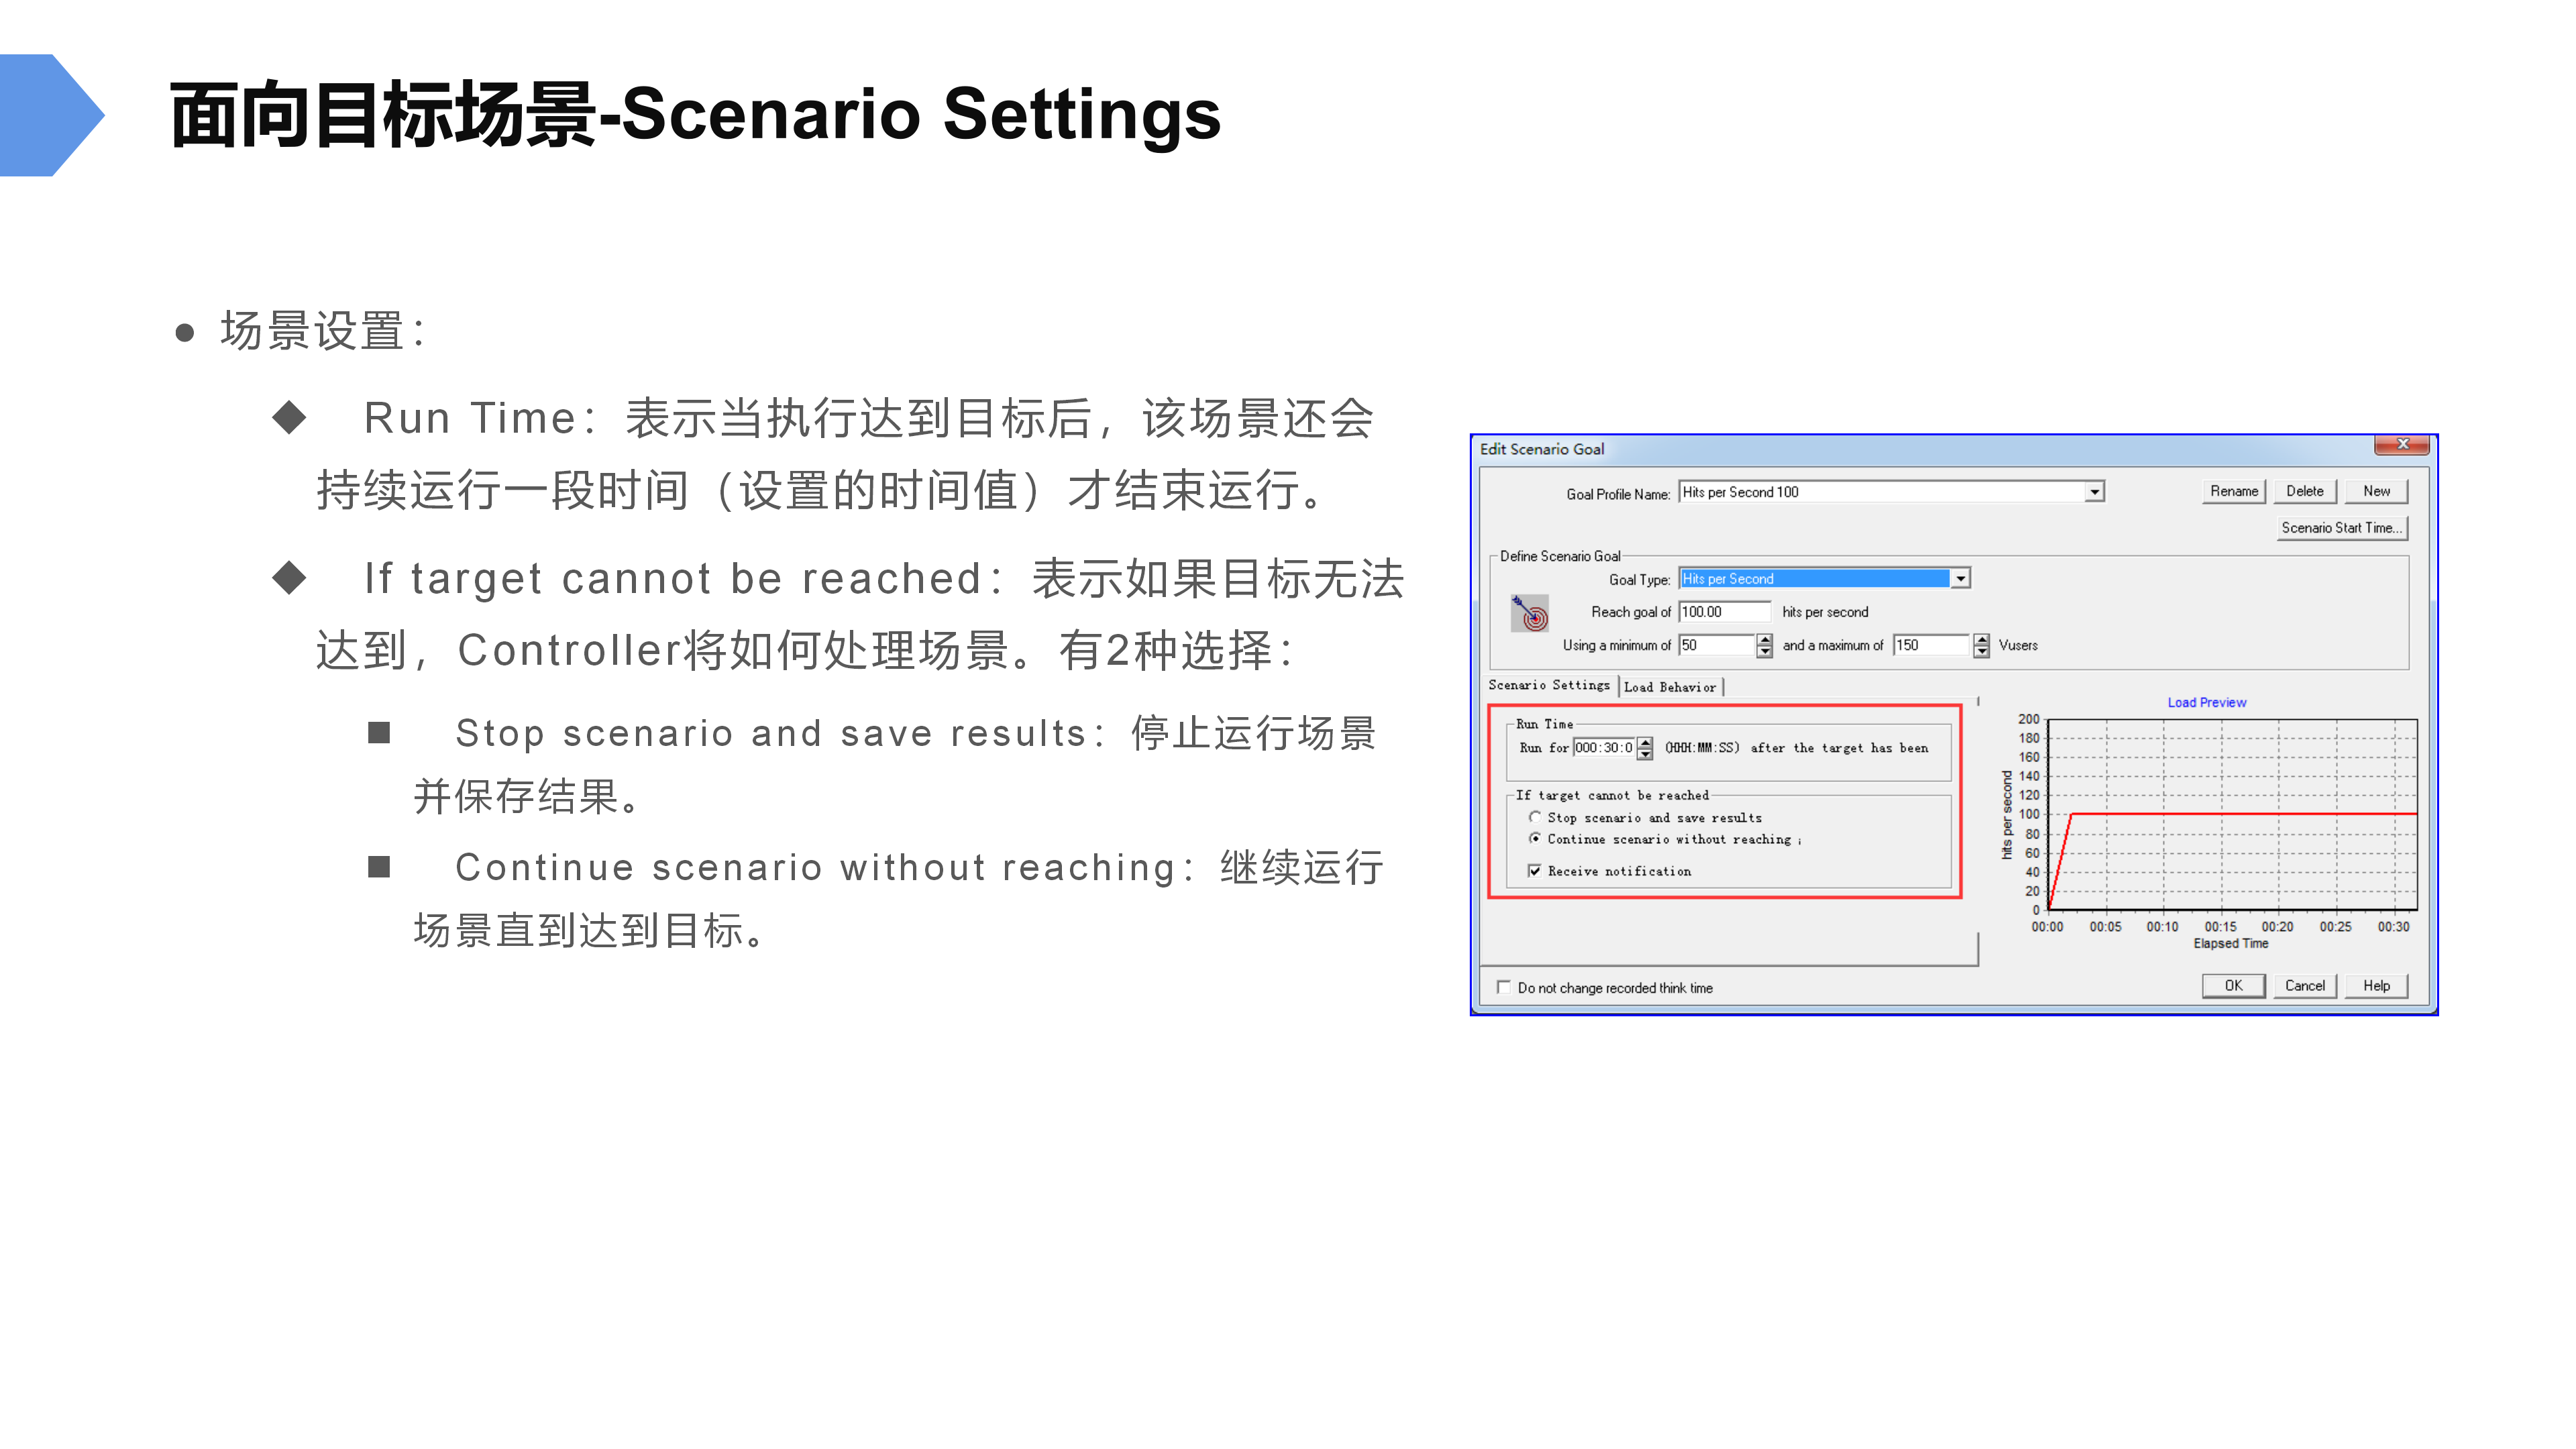 面向目标场景-Scenario Settings
● 场景设置：
◆ Run Time：表示当执行达到目标后，该场景还会
持续运行一段时间（设置的时间值）才结束运行。
◆ If target cannot be reached：表示如果目标无法
达到，Controller将如何处理场景。有2种选择：
■ Stop scenario and save results：停止运行场景
并保存结果。
■ Continue scenario without reaching：继续运行
场景直到达到目标。
Edit Scenario Goal
Goal Profile Name: Hits per Second 100
Rename Delete New
Scenario Start Time...
Define Scenario Goal
Goal Type: Hits per Second
Reach goal of 100.00 hits per second
Using a minimum of 50 and a maximum of 150 Vusers
Scenario Settings Load Behavior
Run Time
Run for 000:30:0 (HHH:MM:SS) after the target has been
If target cannot be reached
Stop scenario and save results
Continue scenario without reaching
Receive notification
Load Preview
hits per second
200
180
160
140
120
100
80
60
40
20
0
00:00 00:05 00:10 00:15 00:20 00:25 00:30
Elapsed Time
Do not change recorded think time
OK Cancel Help